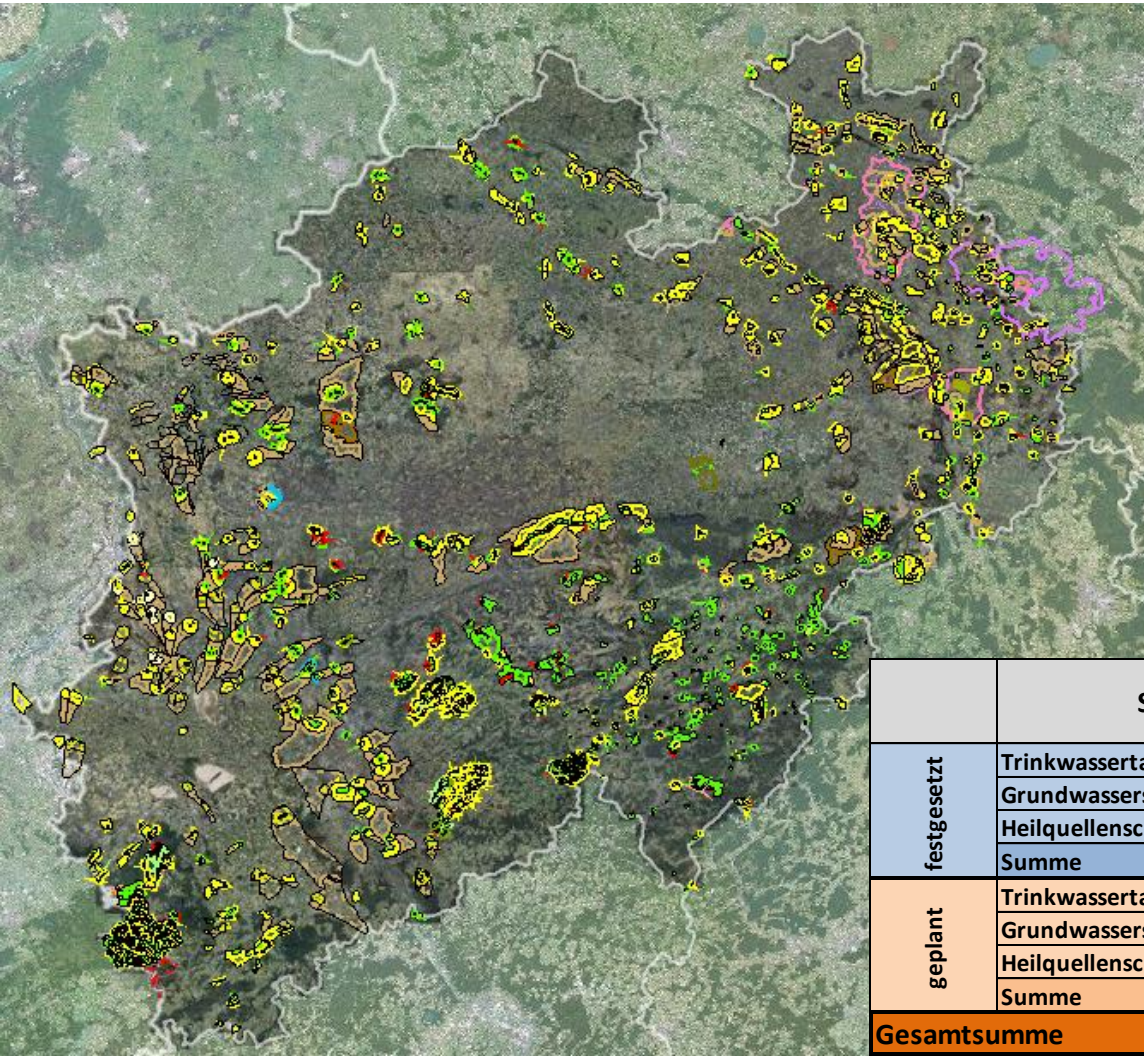 S
festgesetzt
Trinkwasserta
Grundwassers
Heilquellensc
Summe
geplant
Trinkwasserta
Grundwassers
Heilquellensc
Summe
Gesamtsumme